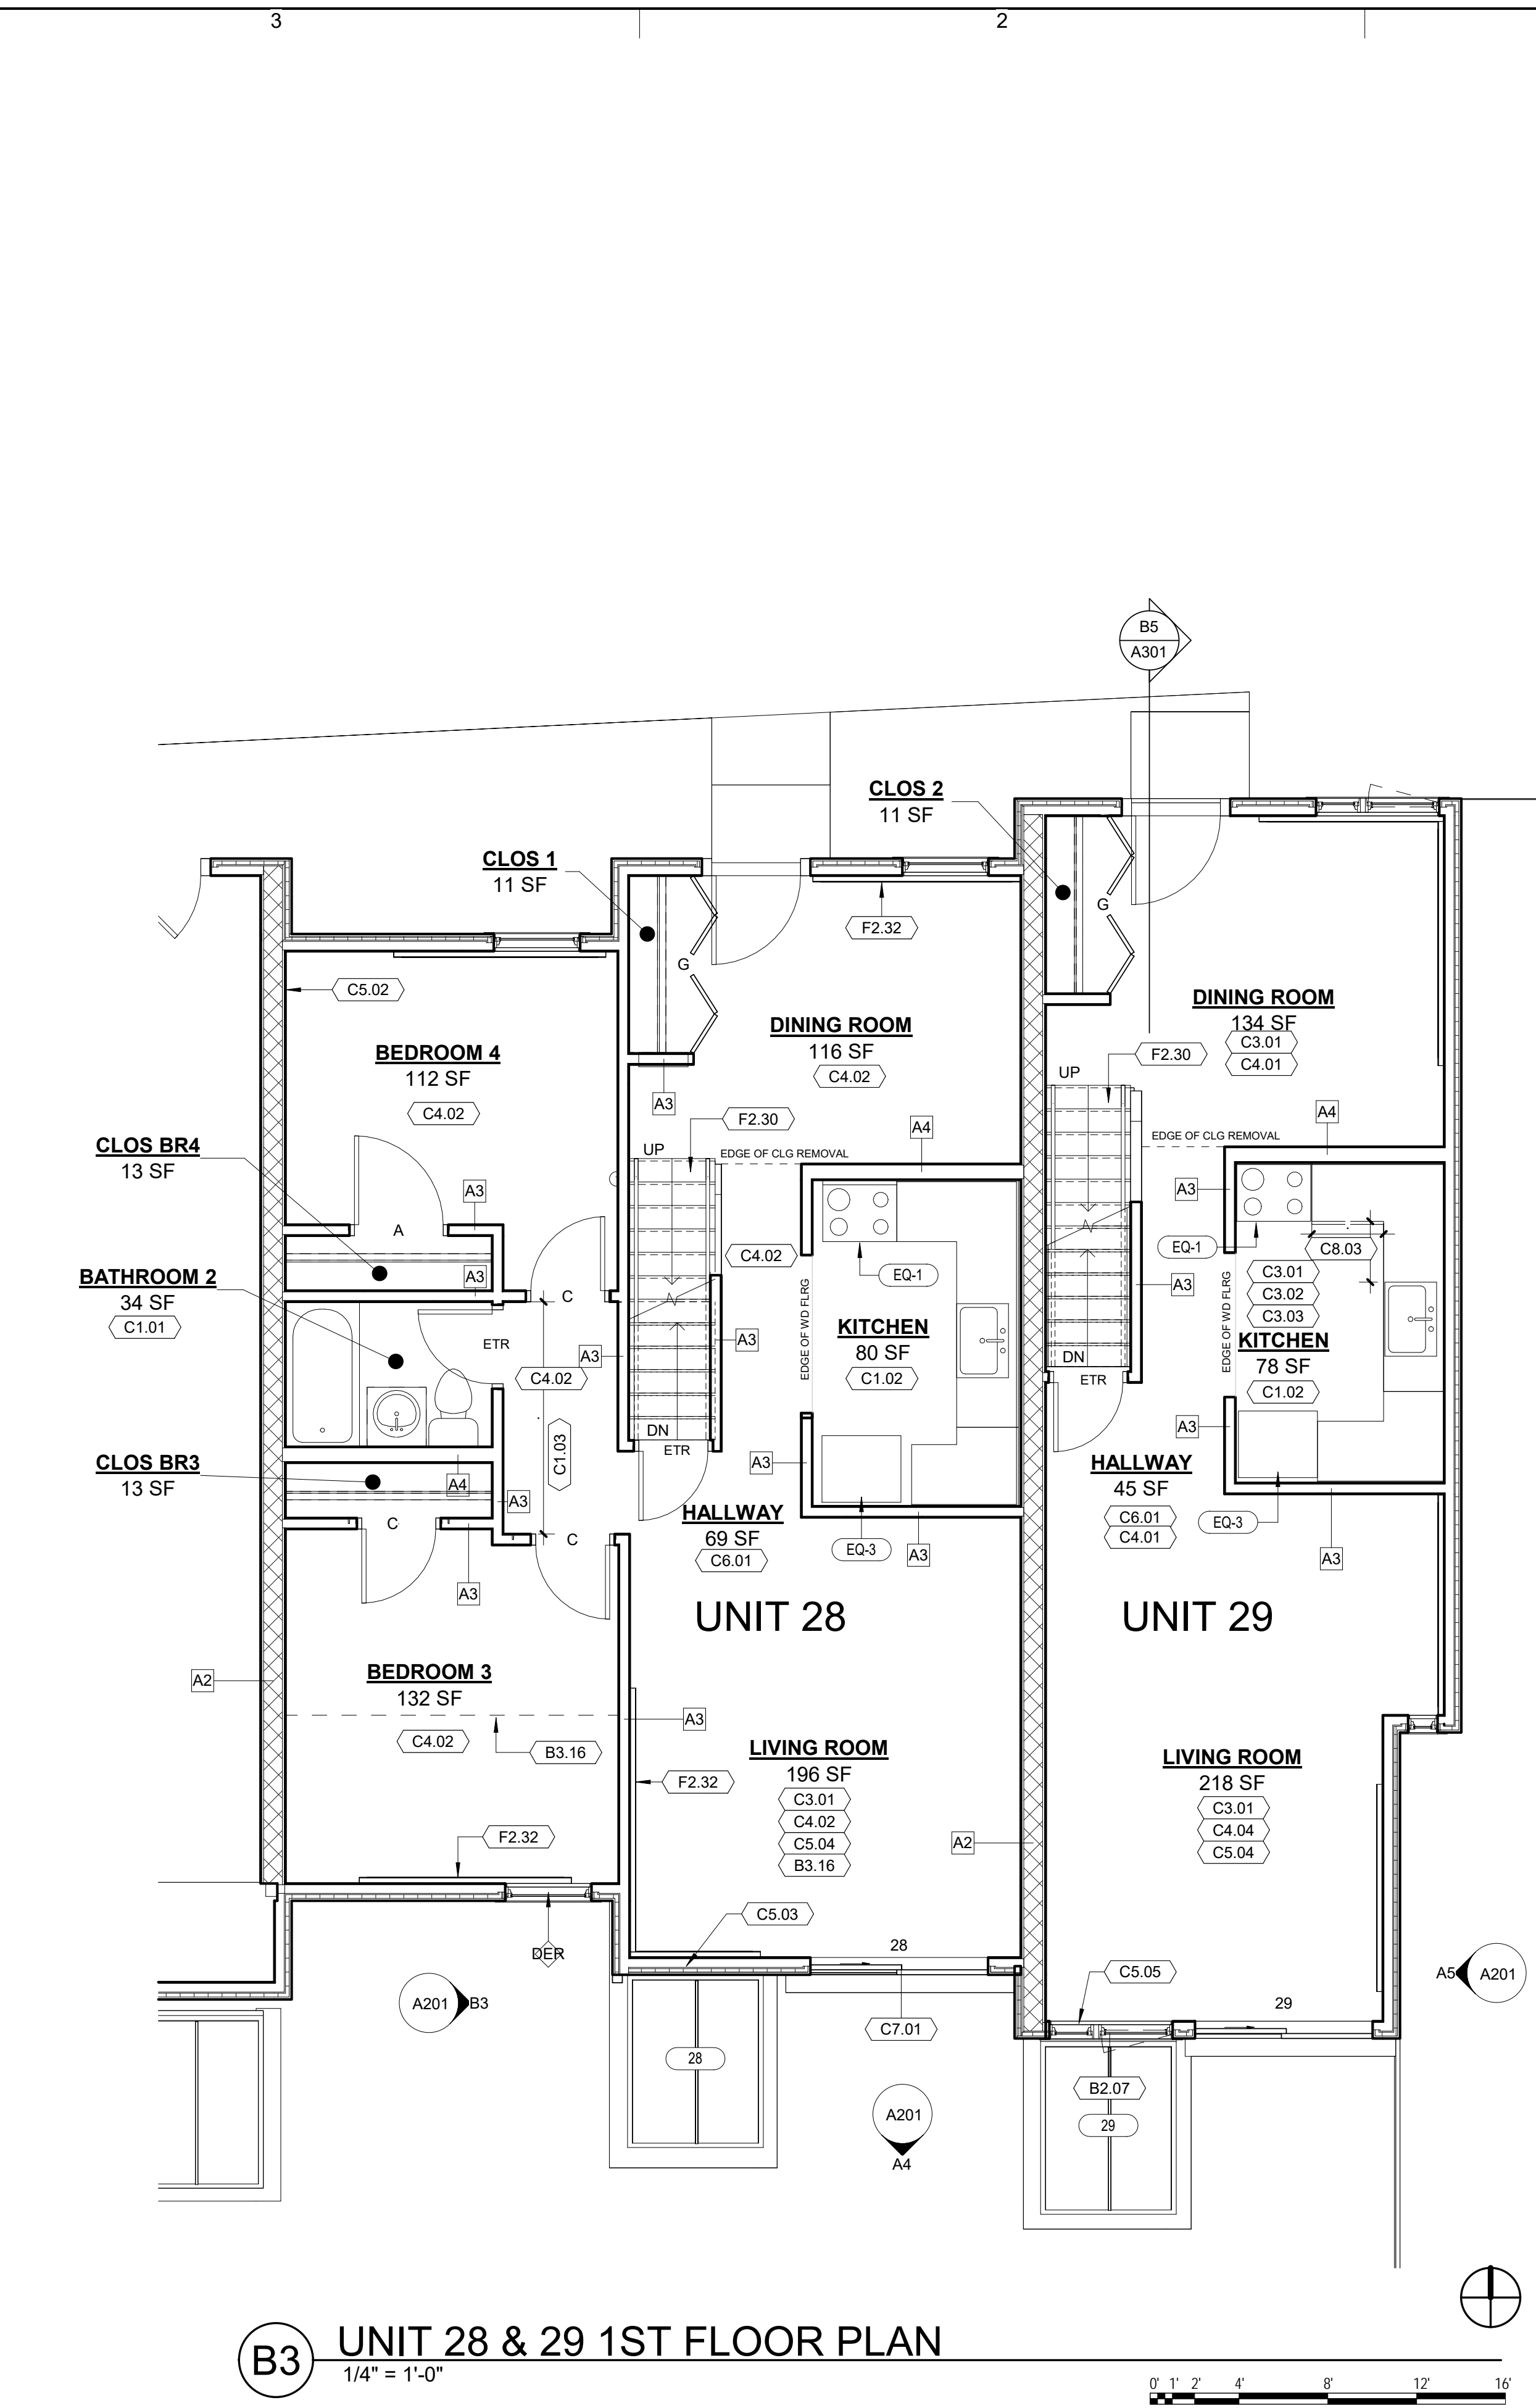 3
2
B5
A301
CLOS 2
11 SF
CLOS 1
11 SF
G
F2.32
G
C5.02
DINING ROOM
134 SF
C3.01
C4.01
DINING ROOM
116 SF
C4.02
BEDROOM 4
112 SF
C4.02
F2.30
UP
A3
F2.30
A4
A4
EDGE OF CLG REMOVAL
UP
EDGE OF CLG REMOVAL
CLOS BR4
13 SF
A3
A3
A
C4.02
EQ-1
C8.03
A3
EQ-1
C3.01
C3.02
C3.03
A3
BATHROOM 2
34 SF
C1.01
C
ETR
A3
A3
EDGE OF WD FLRG
KITCHEN
80 SF
C1.02
EDGE OF WD FLRG
KITCHEN
78 SF
C1.02
DN
ETR
C4.02
C1.03
DN
ETR
A3
A3
CLOS BR3
13 SF
A4
A3
HALLWAY
45 SF
C6.01
C4.01
C
C
HALLWAY
69 SF
C6.01
EQ-3
A3
EQ-3
A3
A3
UNIT 28
UNIT 29
BEDROOM 3
132 SF
C4.02
A2
A3
B3.16
LIVING ROOM
196 SF
C3.01
C4.02
C5.04
B3.16
LIVING ROOM
218 SF
C3.01
C4.04
C5.04
F2.32
F2.32
A2
C5.03
28
DER
C5.05
A5
A201
A201
B3
29
C7.01
28
B2.07
29
A201
A4
B3
UNIT 28 & 29 1ST FLOOR PLAN
1/4" = 1'-0"
0' 1' 2' 4' 8' 12' 16'